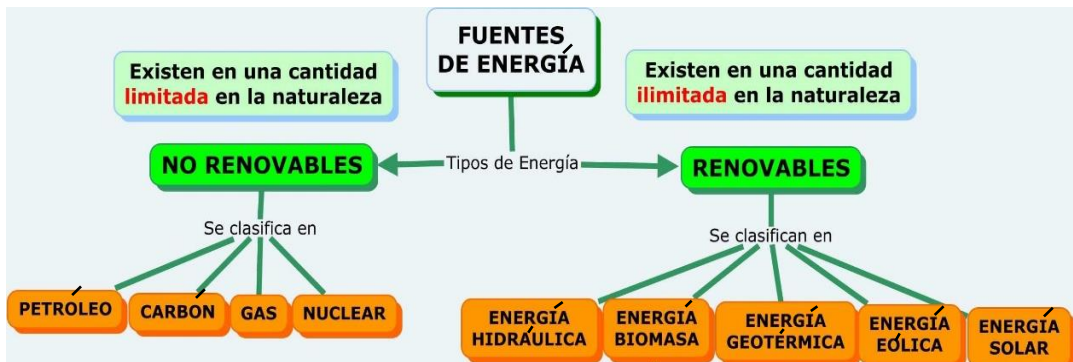 FUENTES
DE ENERGÍA
Existen en una cantidad
limitada en la naturaleza
Existen en una cantidad
ilimitada en la naturaleza
Tipos de Energía
NO RENOVABLES
RENOVABLES
Se clasifica en
Se clasifican en
PETRÓLEO
CARBÓN
GAS
NUCLEAR
ENERGÍA
HIDRÁULICA
ENERGÍA
BIOMASA
ENERGÍA
GEOTÉRMICA
ENERGÍA
EÓLICA
ENERGÍA
SOLAR